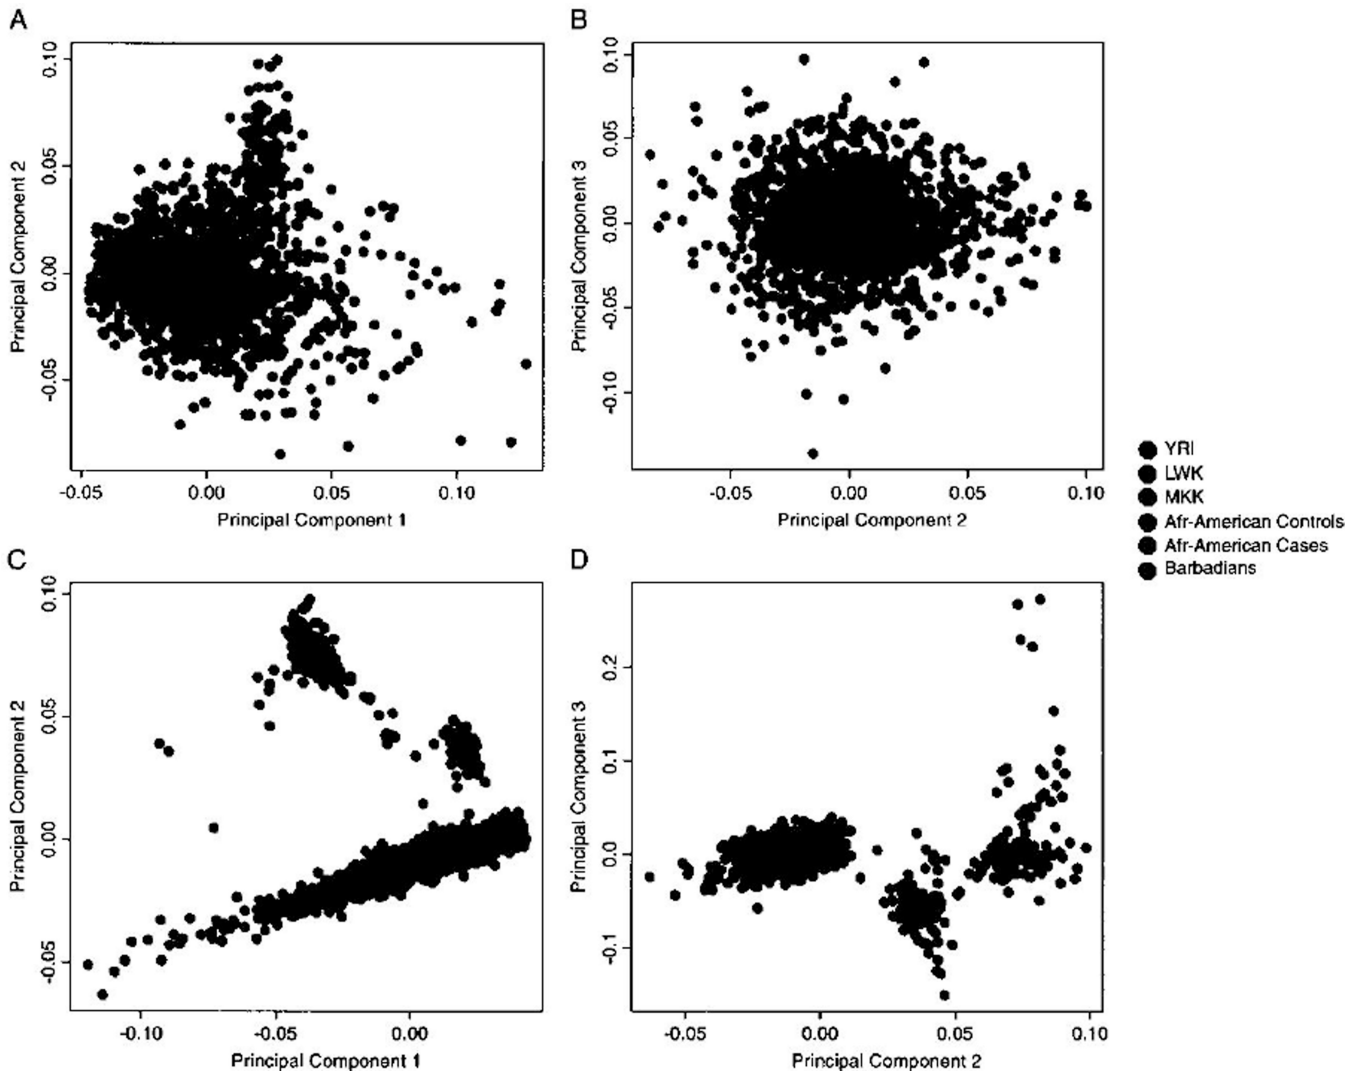 A
B
0.10
0.05
0.00
-0.05
Principal Component 2
-0.05
0.00
0.05
0.10
Principal Component 1
0.10
0.05
0.00
-0.05
-0.10
Principal Component 3
-0.05
0.00
0.05
0.10
Principal Component 2
YRI
LWK
MKK
Afr-American Controls
Afr-American Cases
Barbadians
C
D
0.10
0.05
0.00
-0.05
Principal Component 2
-0.10
-0.05
0.00
Principal Component 1
0.2
0.1
0.0
-0.1
Principal Component 3
-0.05
0.00
0.05
0.10
Principal Component 2